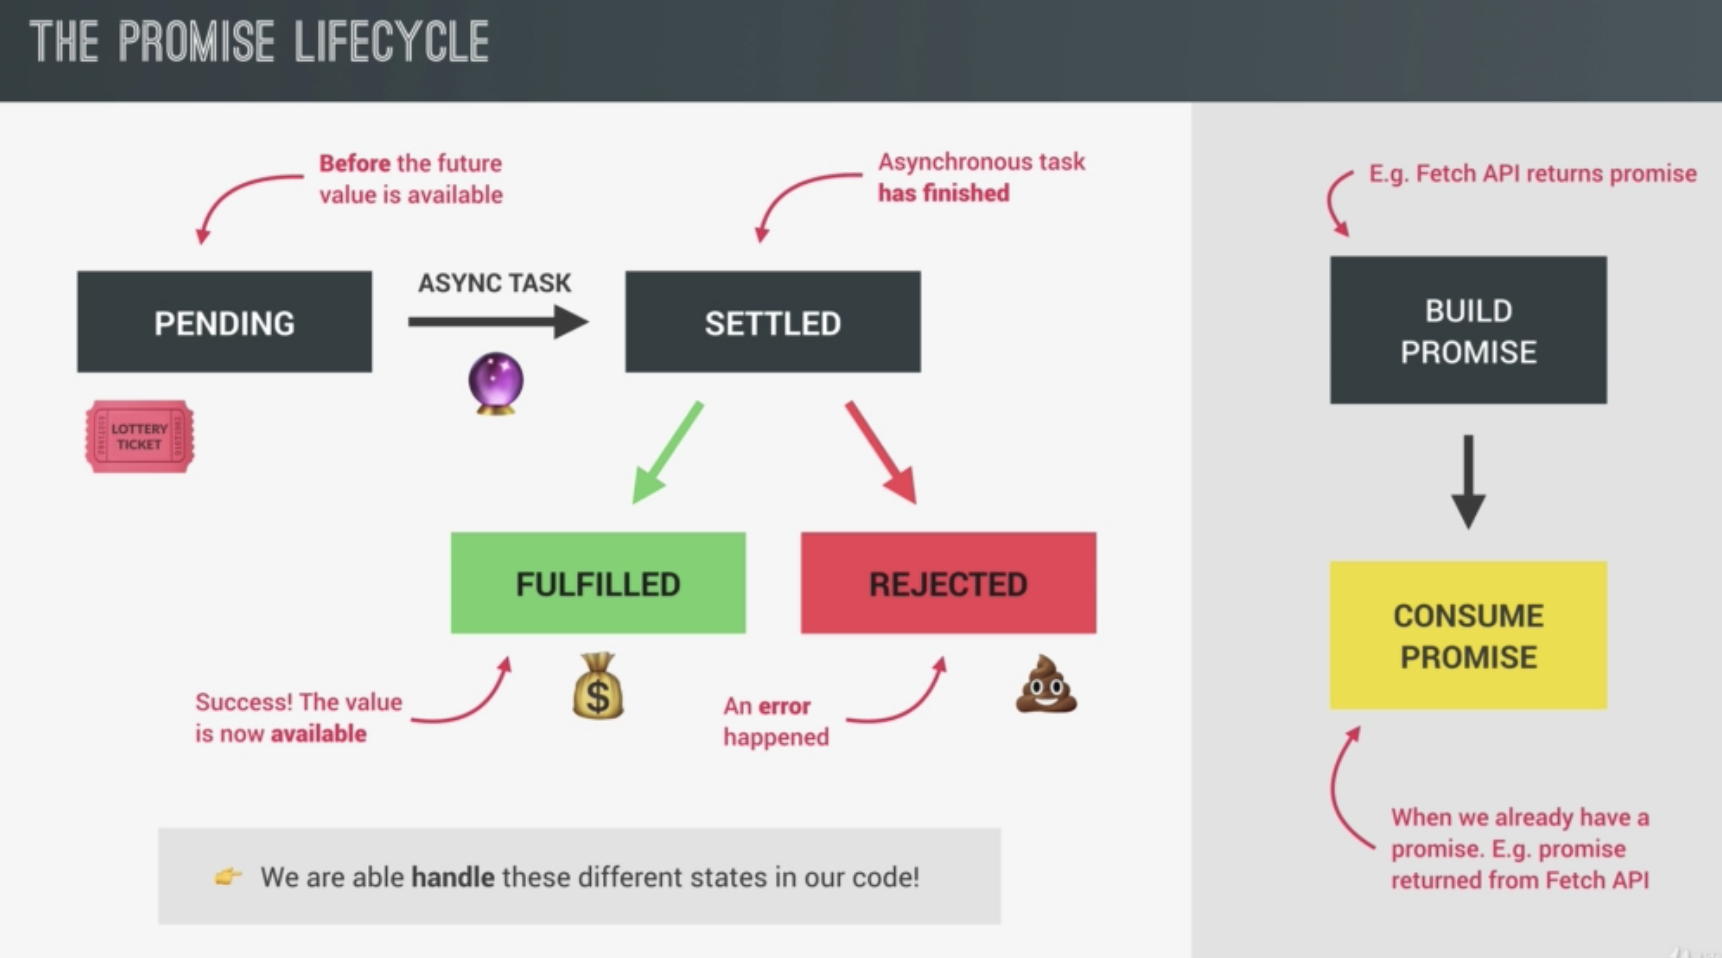 THE PROMISE LIFECYCLE
Before the future
value is available
Asynchronous task
has finished
PENDING
ASYNC TASK
SETTLED
LOTTERY
TICKET
FULFILLED
REJECTED
Success! The value
is now available
$
An error
happened
We are able handle these different states in our code!
E.g. Fetch API returns promise
BUILD
PROMISE
CONSUME
PROMISE
When we already have a
promise. E.g. promise
returned from Fetch API